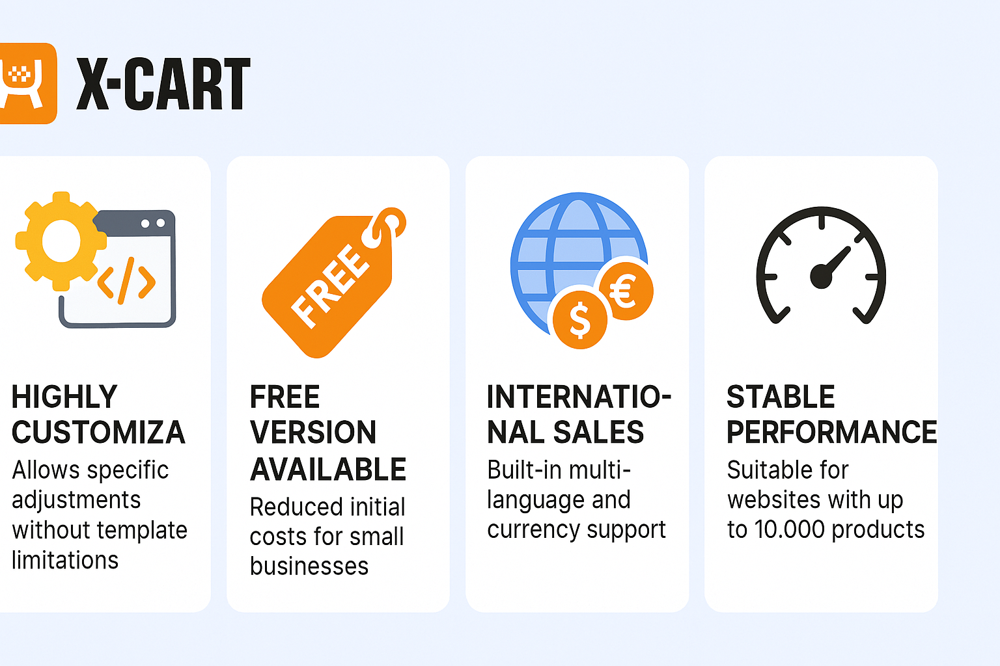 X-CART
FREE
</>
$
€
HIGHLY
CUSTOMIZA
Allows specific
adjustments
without template
limitations
FREE
VERSION
AVAILABLE
Reduced initial
costs for small
businesses
INTERNATIO-
NAL SALES
Built-in multi-
language and
currency support
STABLE
PERFORMANCE
Suitable for
websites with up
to 10.000 products